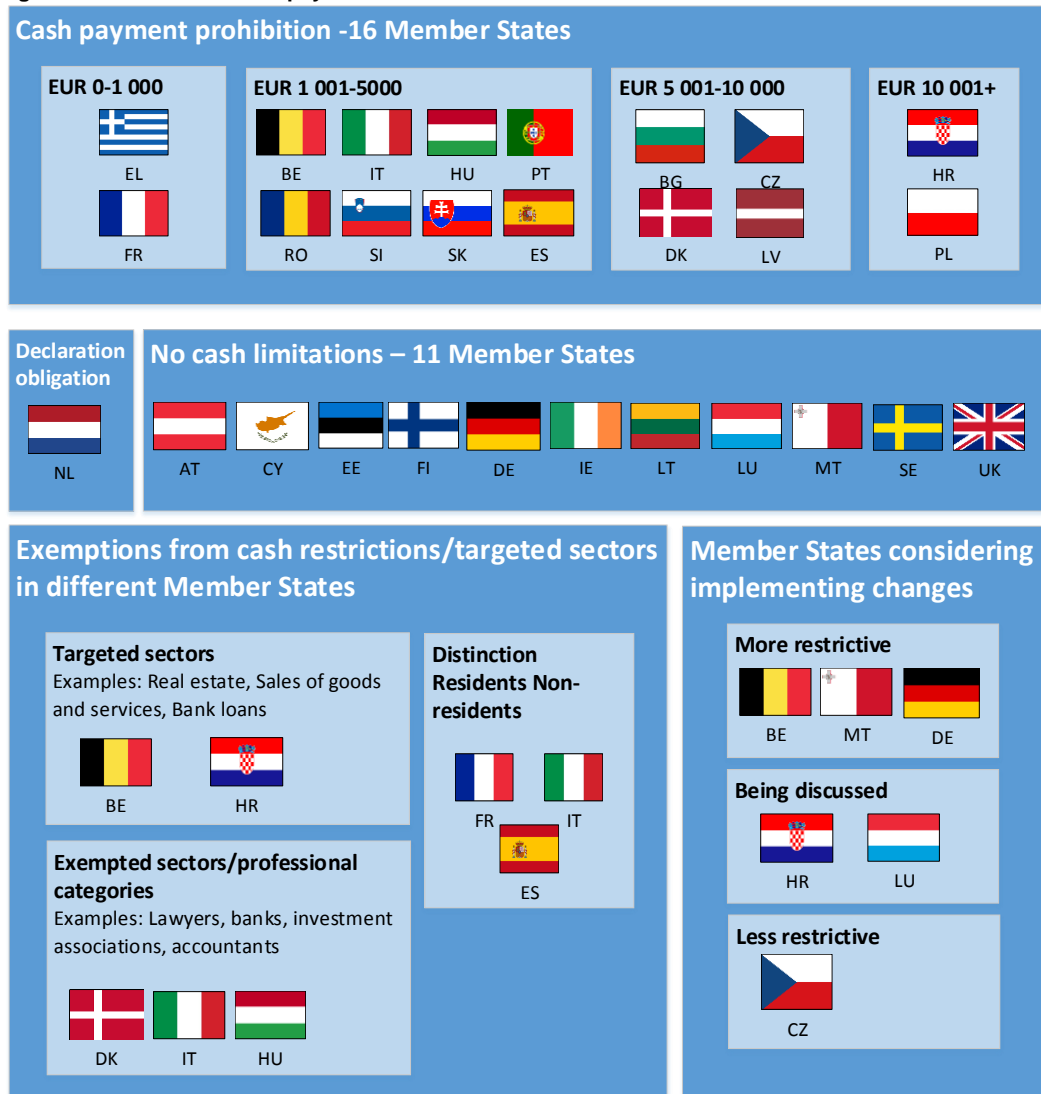 Cash payment prohibition -16 Member States
EUR 0-1 000
EL
FR
EUR 1 001-5000
BE IT HU PT
RO SI SK ES
EUR 5 001-10 000
BG CZ
DK LV
EUR 10 001+
HR
PL
Declaration
obligation
NL
No cash limitations – 11 Member States
AT CY EE FI DE IE LT LU MT SE UK
Exemptions from cash restrictions/targeted sectors
in different Member States
Targeted sectors
Examples: Real estate, Sales of goods
and services, Bank loans
BE HR
Exempted sectors/professional
categories
Examples: Lawyers, banks, investment
associations, accountants
DK IT HU
Distinction
Residents Non-
residents
FR IT
ES
Member States considering
implementing changes
More restrictive
BE MT DE
Being discussed
HR LU
Less restrictive
CZ